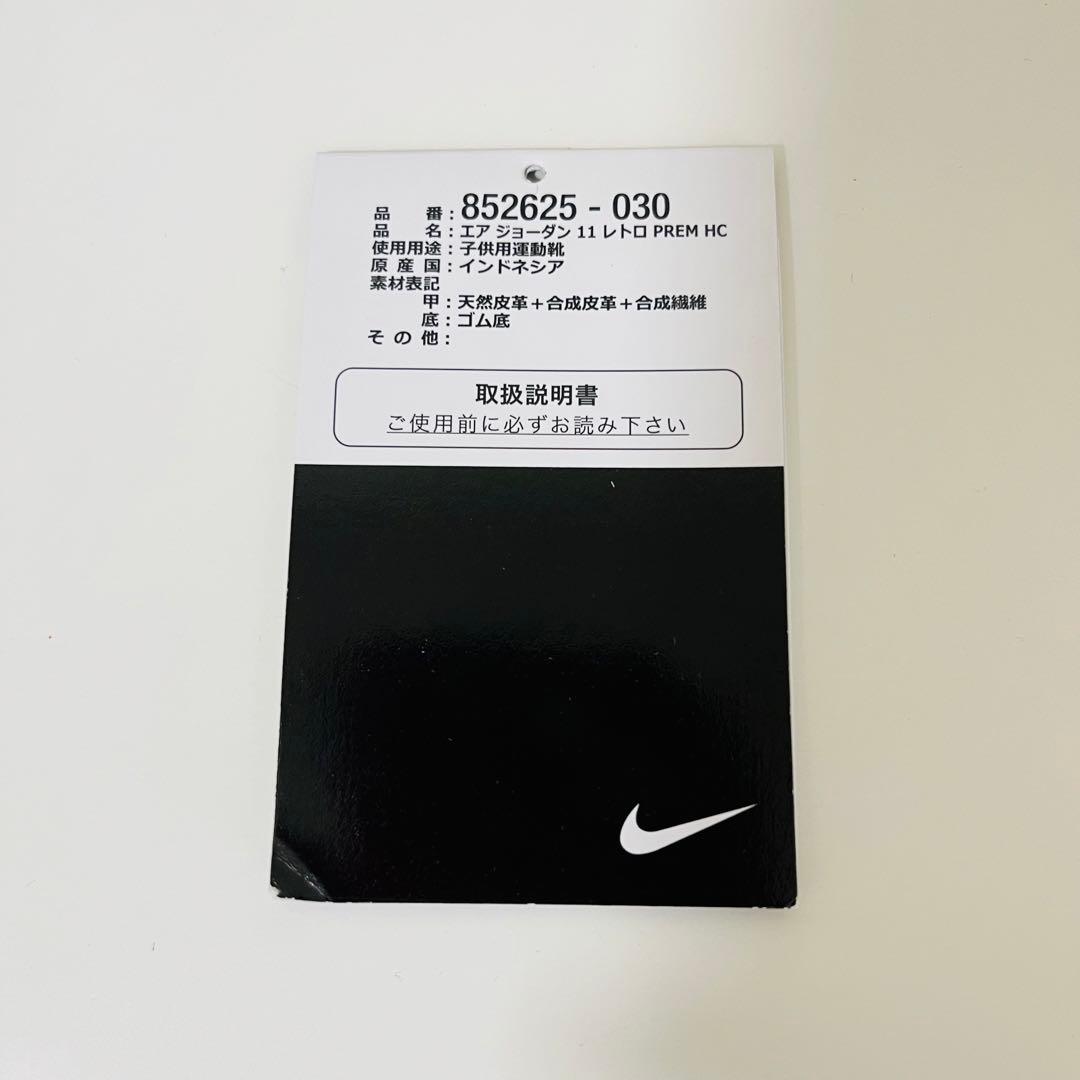 品 番：852625 - 030
品 名：エア ジョーダン 11 レトロ PREM HC
使用用途：子供用運動靴
原 産 国：インドネシア
素材表記
甲：天然皮革＋合成皮革＋合成繊維
底：ゴム底
そ の 他：
取扱説明書
ご使用前に必ずお読み下さい